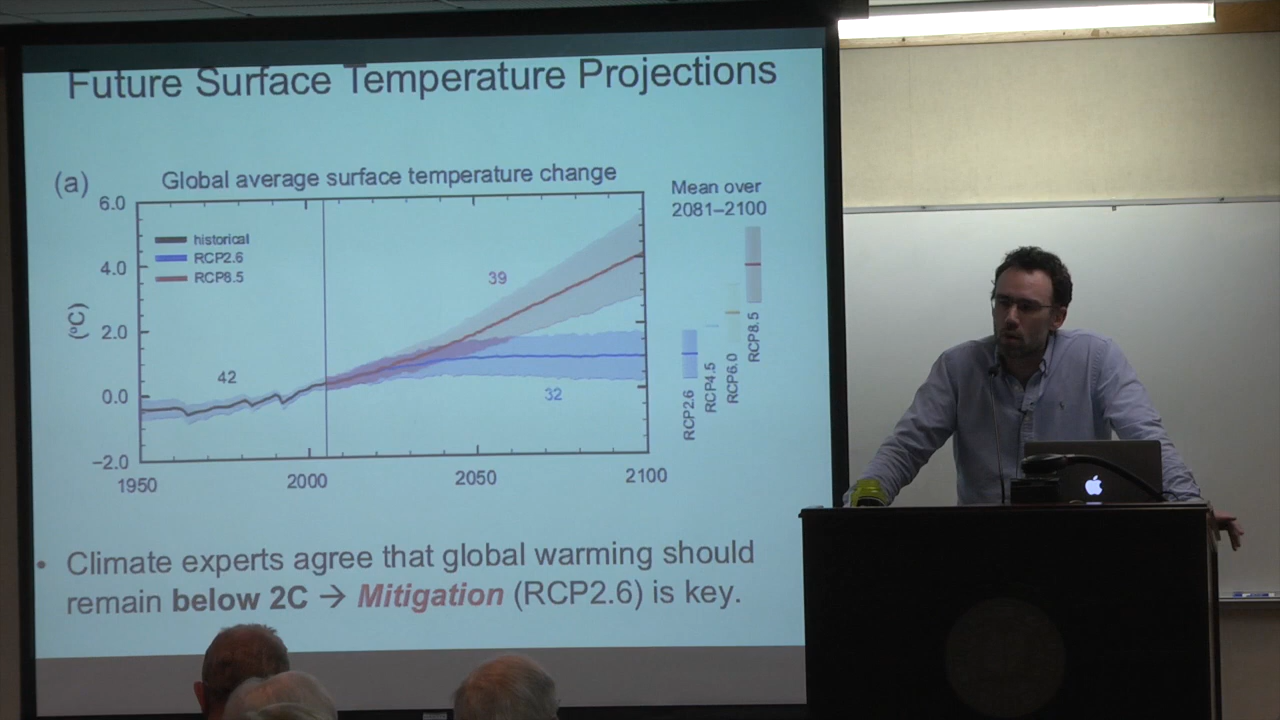 Future Surface Temperature Projections
(a)
Global average surface temperature change
Mean over
2081–2100
6.0
4.0
2.0
0.0
−2.0
(ºC)
historical
RCP2.6
RCP8.5
39
42
32
1950
2000
2050
2100
RCP2.6
RCP4.5
RCP6.0
RCP8.5
• Climate experts agree that global warming should
remain below 2C → Mitigation (RCP2.6) is key.